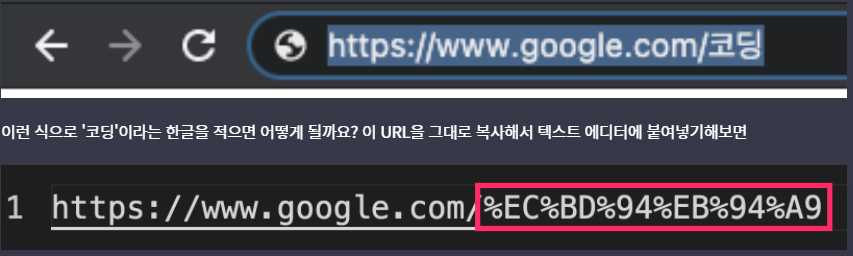 https://www.google.com/코딩
이런 식으로 '코딩'이라는 한글을 적으면 어떻게 될까요? 이 URL을 그대로 복사해서 텍스트 에디터에 붙여넣기해보면
1 https://www.google.com/%EC%BD%94%EB%94%A9